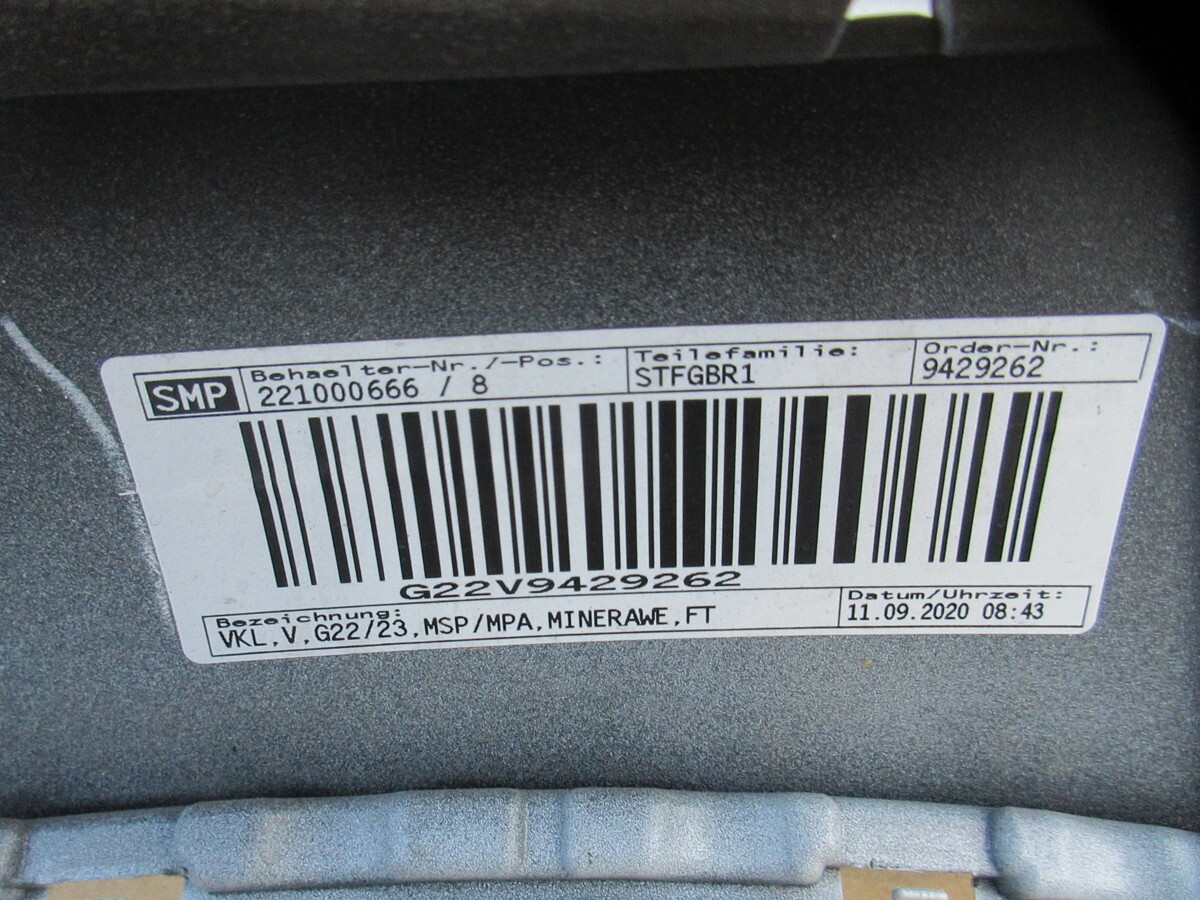 SMP
Behaelter-Nr./-Pos.:
221000666 / 8
Teilefamilie:
STFGBR1
Order-Nr.:
9429262
G22V9429262
Bezeichnung:
VKL,V,G22/23,MSP/MPA,MINERAWE,FT
Datum/Uhrzeit:
11.09.2020 08:43